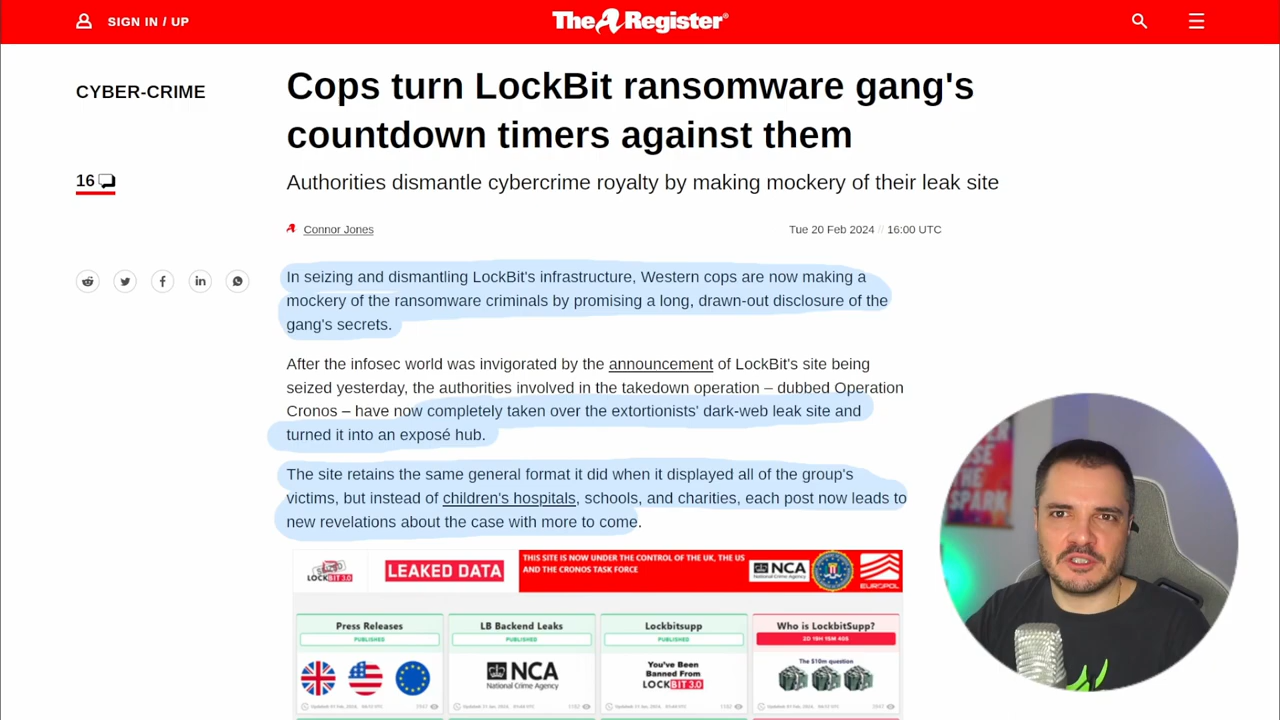 SIGN IN / UP
The Register®
CYBER-CRIME
Cops turn LockBit ransomware gang's
countdown timers against them
16
Authorities dismantle cybercrime royalty by making mockery of their leak site
Connor Jones
Tue 20 Feb 2024 // 16:00 UTC
In seizing and dismantling LockBit's infrastructure, Western cops are now making a
mockery of the ransomware criminals by promising a long, drawn-out disclosure of the
gang's secrets.
After the infosec world was invigorated by the announcement of LockBit's site being
seized yesterday, the authorities involved in the takedown operation – dubbed Operation
Cronos – have now completely taken over the extortionists' dark-web leak site and
turned it into an exposé hub.
The site retains the same general format it did when it displayed all of the group's
victims, but instead of children's hospitals, schools, and charities, each post now leads to
new revelations about the case with more to come.
LOCKBIT 3.0
LEAKED DATA
THIS SITE IS NOW UNDER THE CONTROL OF THE UK, THE US
AND THE CRONOS TASK FORCE
NCA
National Crime Agency
EUROPOL
Press Releases
PUBLISHED
LB Backend Leaks
PUBLISHED
NCA
National Crime Agency
Lockbitsupp
PUBLISHED
You've Been
Banned From
LOCKBIT 3.0
Who is LockbitSupp?
2D 19H 15M 40S
The $10m question
THE
SPARK